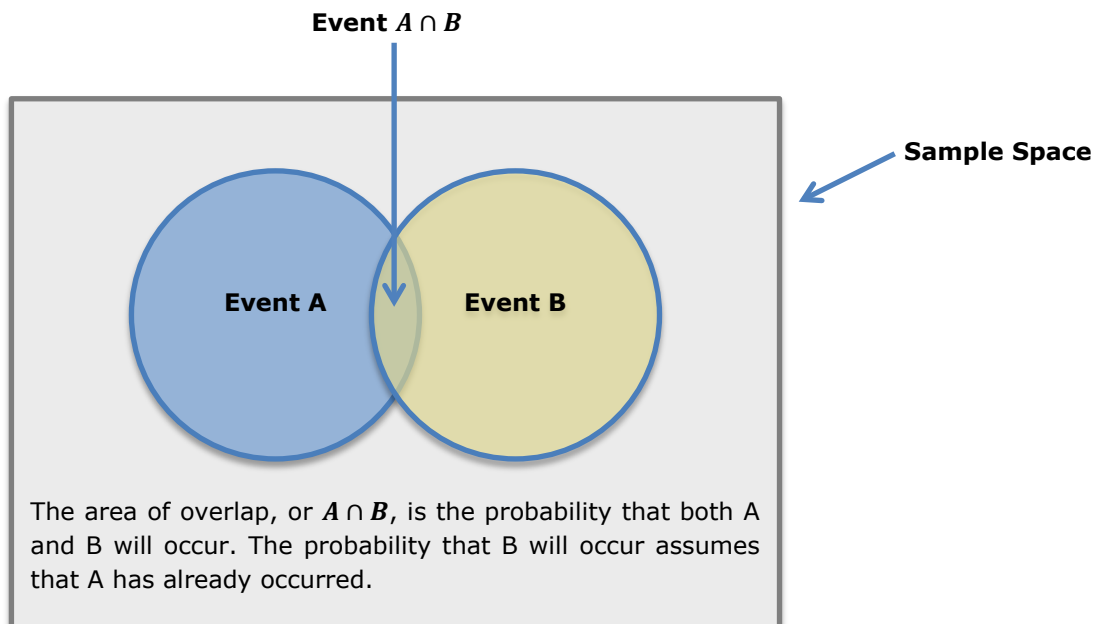 Event A ∩ B
Sample Space
Event A
Event B
The area of overlap, or A ∩ B, is the probability that both A
and B will occur. The probability that B will occur assumes
that A has already occurred.